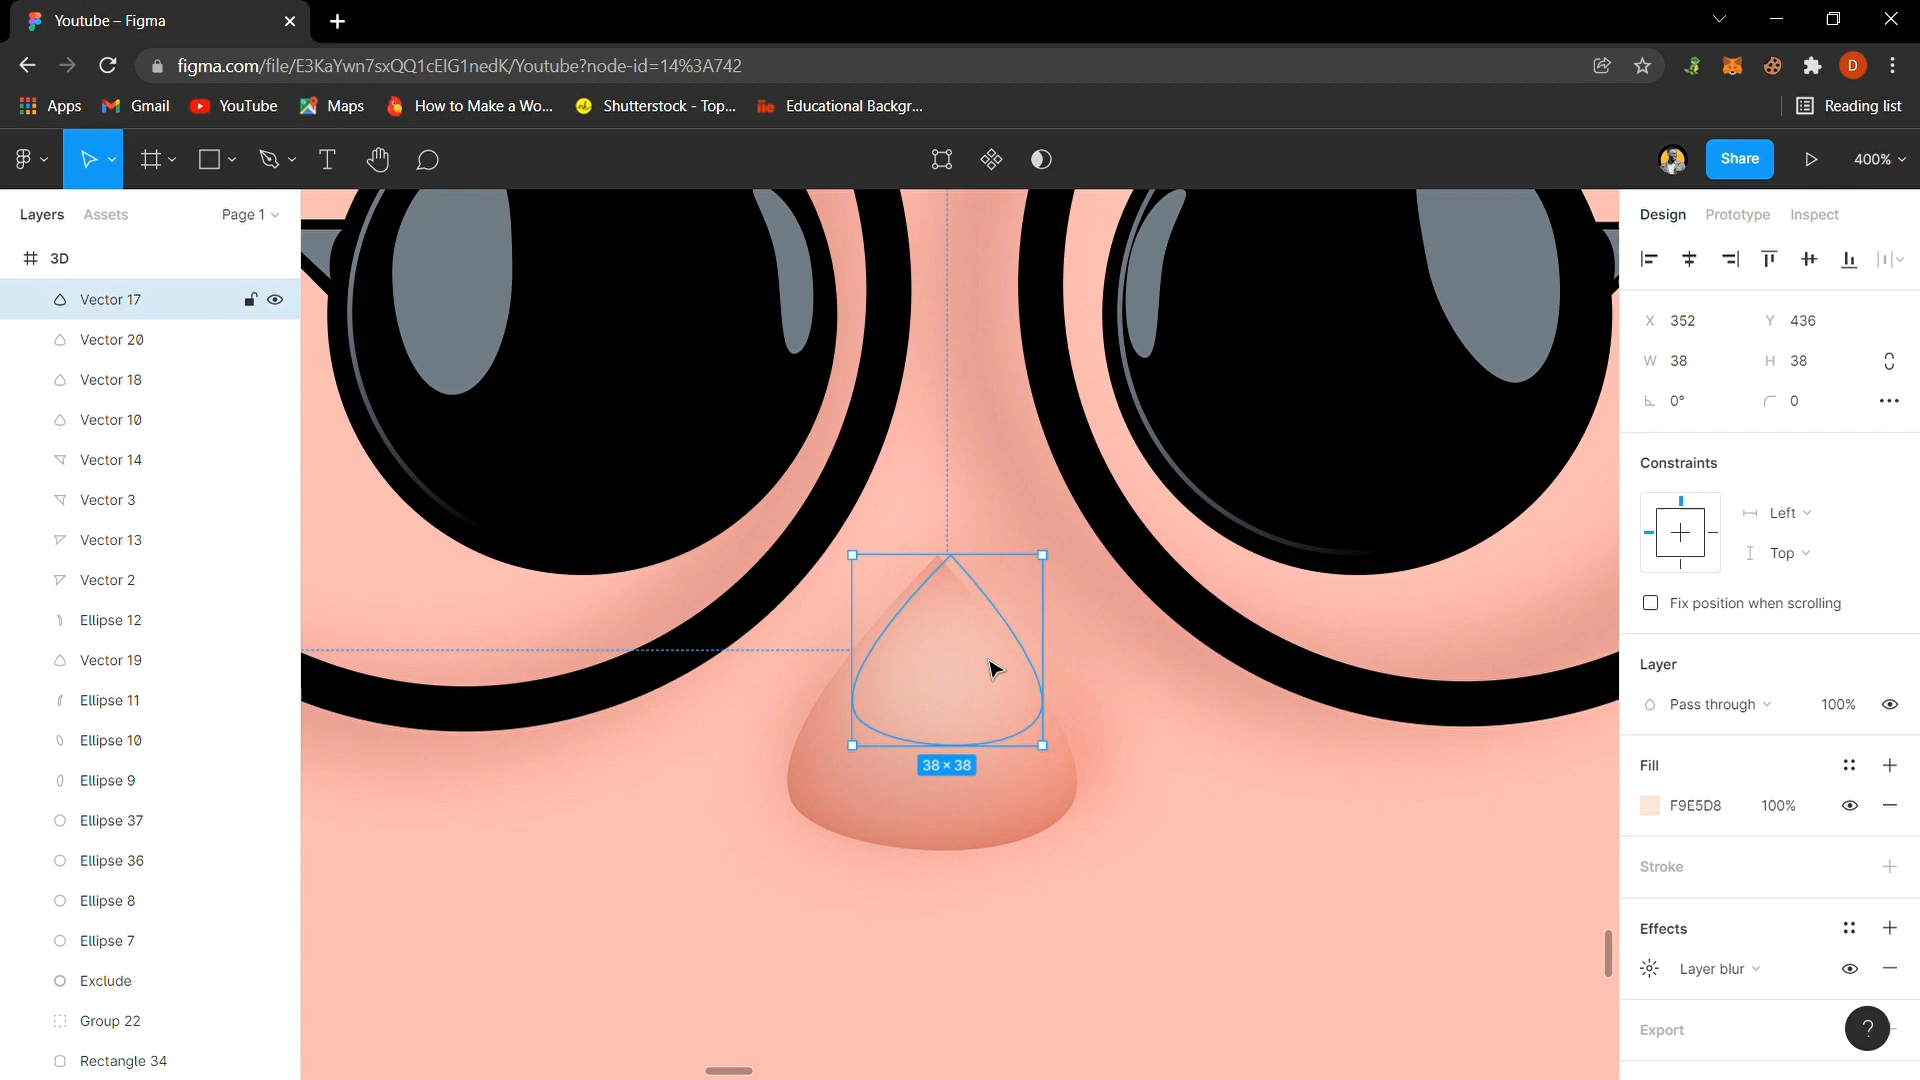 Youtube – Figma
figma.com/file/E3KaYwn7sxQQ1cEIG1nedK/Youtube?node-id=14%3A742
D
Apps
Gmail
YouTube
Maps
How to Make a Wo...
Shutterstock - Top...
Educational Backgr...
Reading list
Share
400%
Layers
Assets
Page 1
3D
Vector 17
Vector 20
Vector 18
Vector 10
Vector 14
Vector 3
Vector 13
Vector 2
Ellipse 12
Vector 19
Ellipse 11
Ellipse 10
Ellipse 9
Ellipse 37
Ellipse 36
Ellipse 8
Ellipse 7
Exclude
Group 22
Rectangle 34
38 × 38
Design
Prototype
Inspect
X 352
Y 436
W 38
H 38
0°
0
Constraints
Left
Top
Fix position when scrolling
Layer
Pass through
100%
Fill
F9E5D8
100%
Stroke
Effects
Layer blur
Export
?